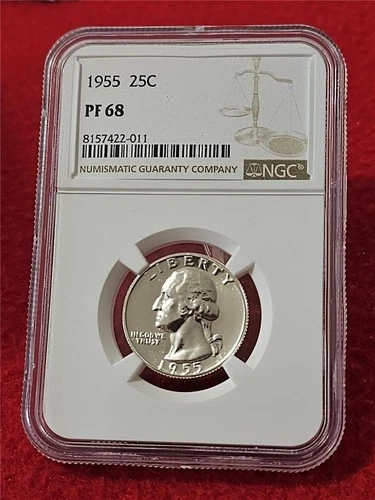 1955 25C
PF 68
8157422-011
NUMISMATIC GUARANTY COMPANY
NGC®
LIBERTY
IN GOD WE
TRUST
1955